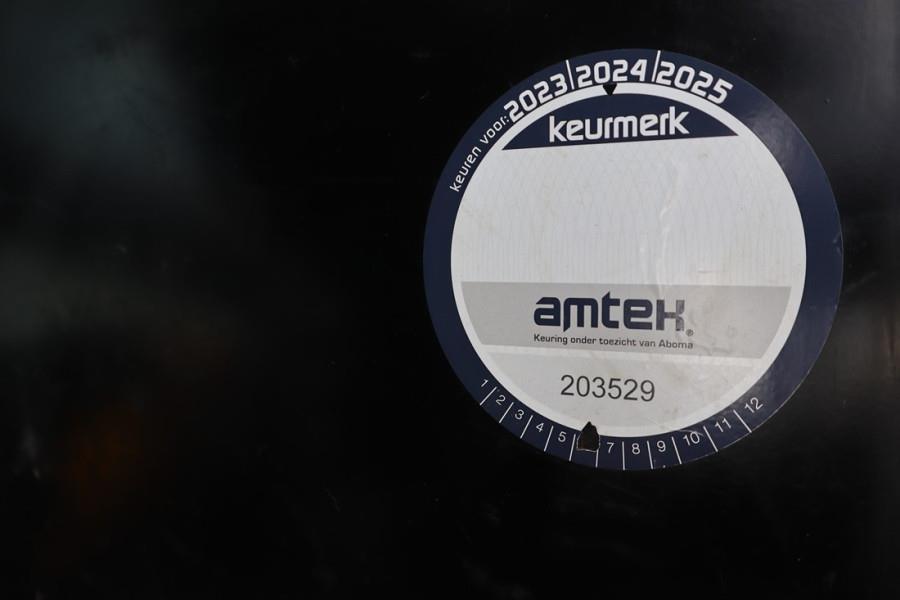 keuren voor: 2023 2024 2025
keurmerk
amtek®
Keuring onder toezicht van Aboma
203529
1 2 3 4 5 7 8 9 10 11 12